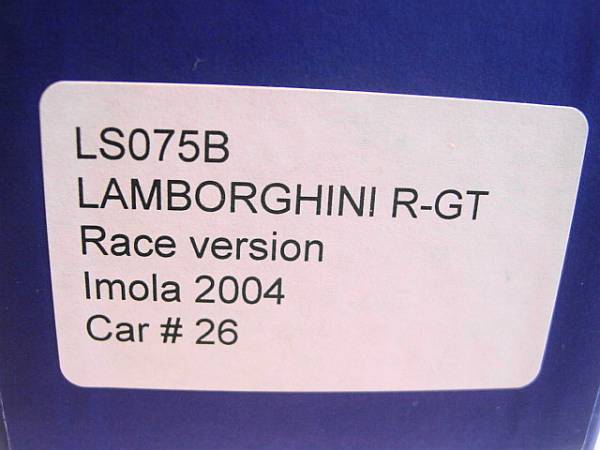 LS075B
LAMBORGHINI R-GT
Race version
Imola 2004
Car # 26